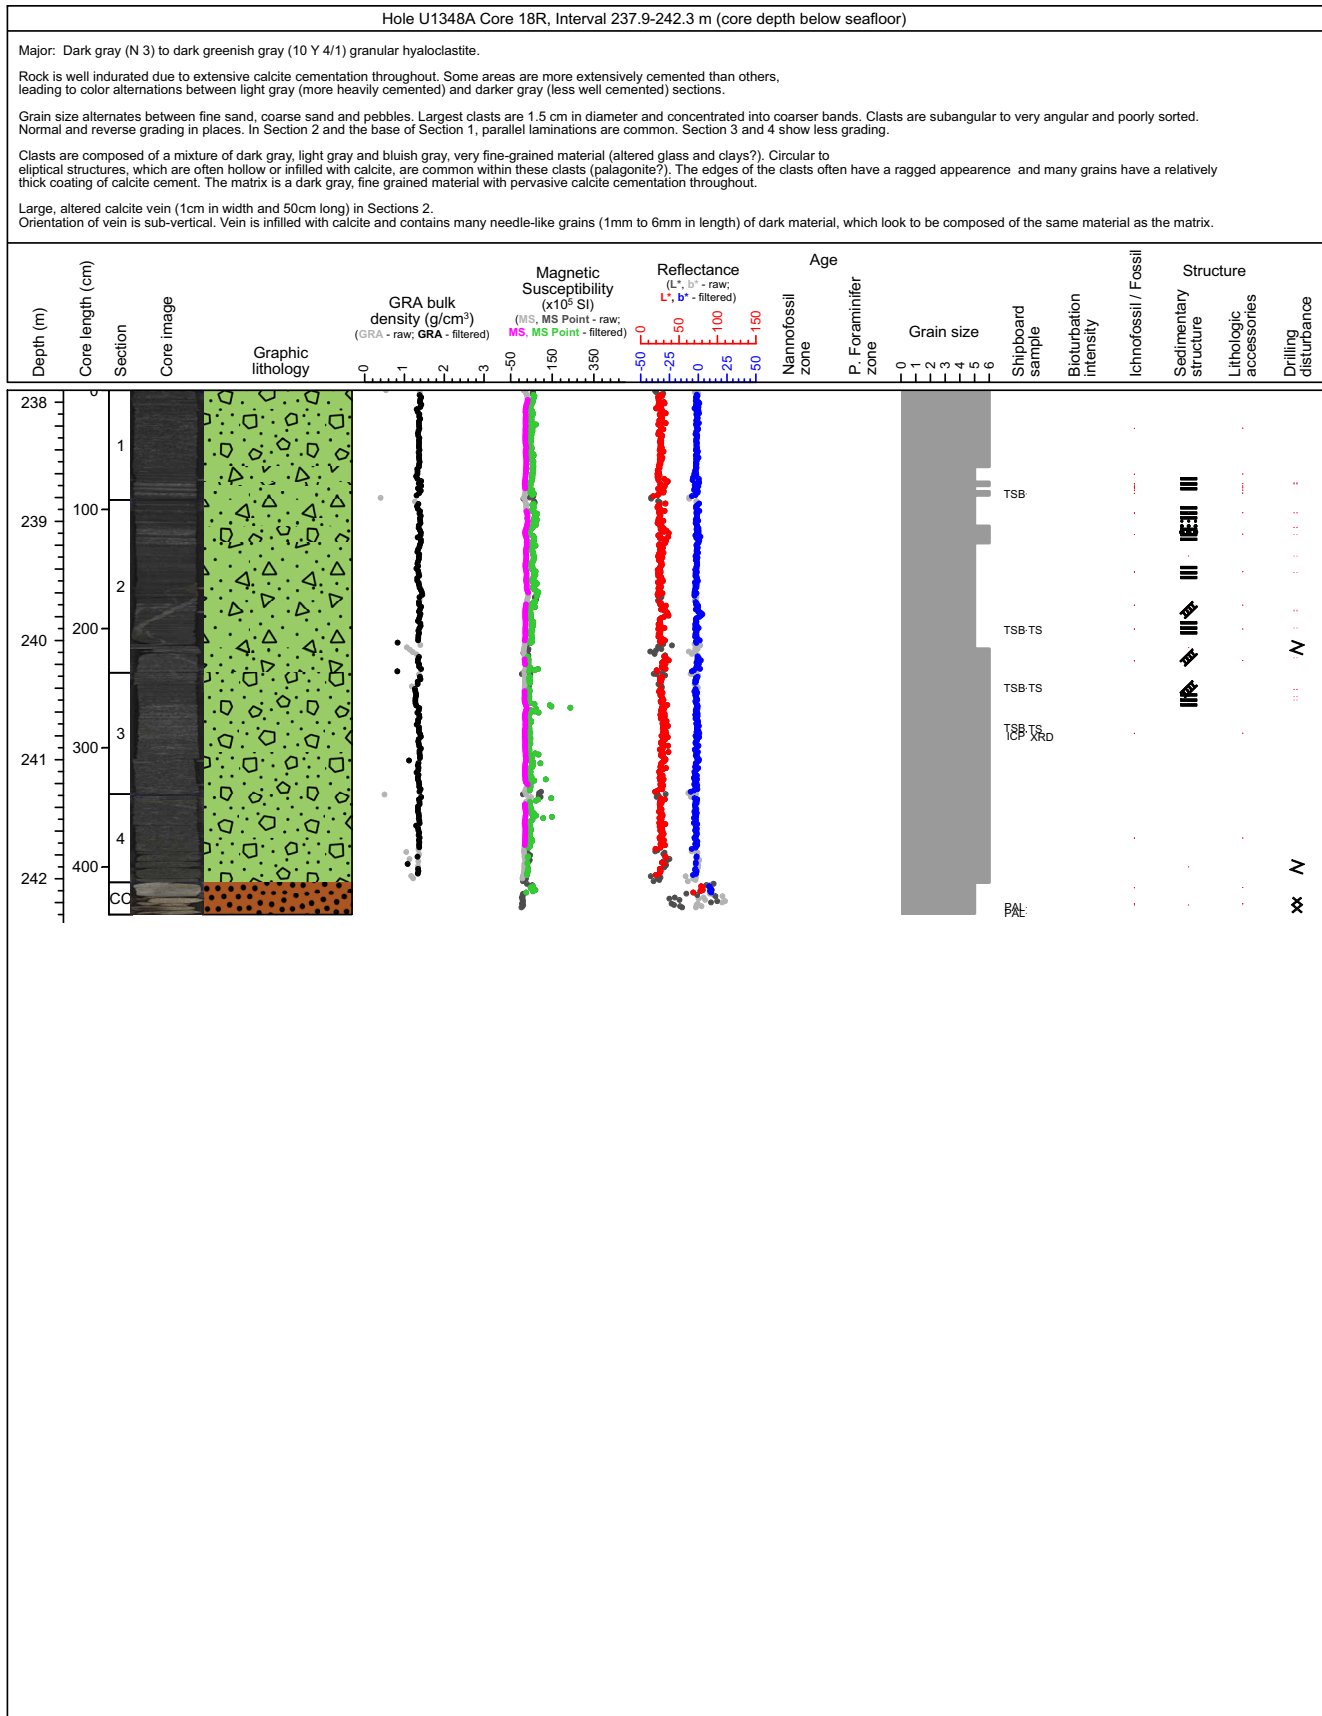 Hole U1348A Core 18R, Interval 237.9-242.3 m (core depth below seafloor)
Major: Dark gray (N 3) to dark greenish gray (10 Y 4/1) granular hyaloclastite.
Rock is well indurated due to extensive calcite cementation throughout. Some areas are more extensively cemented than others,
leading to color alternations between light gray (more heavily cemented) and darker gray (less well cemented) sections.
Grain size alternates between fine sand, coarse sand and pebbles. Largest clasts are 1.5 cm in diameter and concentrated into coarser bands. Clasts are subangular to very angular and poorly sorted.
Normal and reverse grading in places. In Section 2 and the base of Section 1, parallel laminations are common. Section 3 and 4 show less grading.
Clasts are composed of a mixture of dark gray, light gray and bluish gray, very fine-grained material (altered glass and clays?). Circular to
eliptical structures, which are often hollow or infilled with calcite, are common within these clasts (palagonite?). The edges of the clasts often have a ragged appearence and many grains have a relatively
thick coating of calcite cement. The matrix is a dark gray, fine grained material with pervasive calcite cementation throughout.
Large, altered calcite vein (1cm in width and 50cm long) in Sections 2.
Orientation of vein is sub-vertical. Vein is infilled with calcite and contains many needle-like grains (1mm to 6mm in length) of dark material, which look to be composed of the same material as the matrix.
Depth (m)
Core length (cm)
Section
Core image
Graphic
lithology
GRA bulk
density (g/cm³)
(GRA - raw; GRA - filtered)
0 1 2 3
Magnetic
Susceptibility
(x10⁵ SI)
(MS, MS Point - raw;
MS, MS Point - filtered)
-50 150 350
Reflectance
(L*, b* - raw;
L*, b* - filtered)
0 50 100 150
-50 -25 0 25 50
Age
Nannofossil
zone
P. Foraminifer
zone
Grain size
0 1 2 3 4 5 6
Shipboard
sample
Bioturbation
intensity
Ichnofossil / Fossil
Structure
Sedimentary
structure
Lithologic
accessories
Drilling
disturbance
0
238
1
TSB
100
239
2
200
TSB TS
240
TSB TS
3
TSB TS
ICP XRD
300
241
4
400
242
CC
PAL
PAL